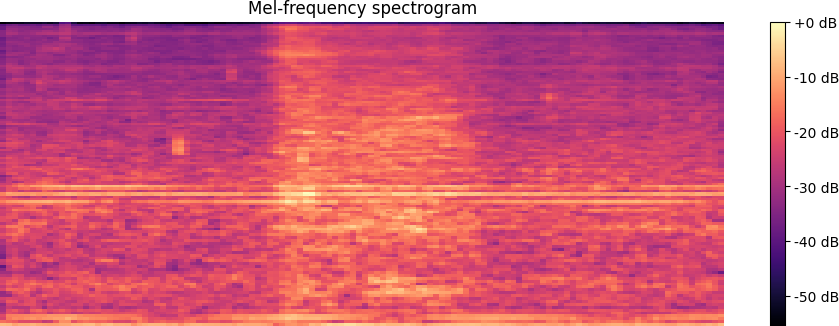 Mel-frequency spectrogram
+0 dB
-10 dB
-20 dB
-30 dB
-40 dB
-50 dB